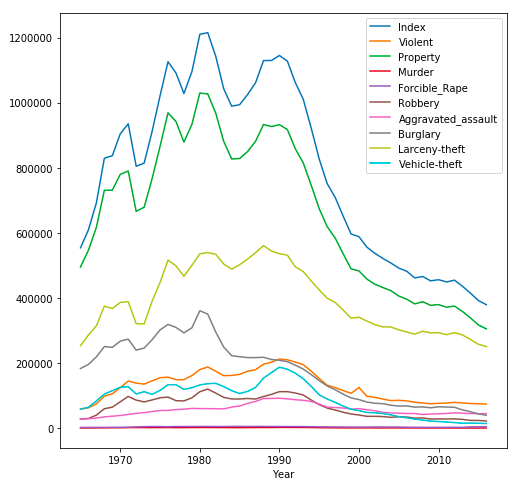 1200000
1000000
800000
600000
400000
200000
0
1970
1980
1990
2000
2010
Year
Index
Violent
Property
Murder
Forcible_Rape
Robbery
Aggravated_assault
Burglary
Larceny-theft
Vehicle-theft